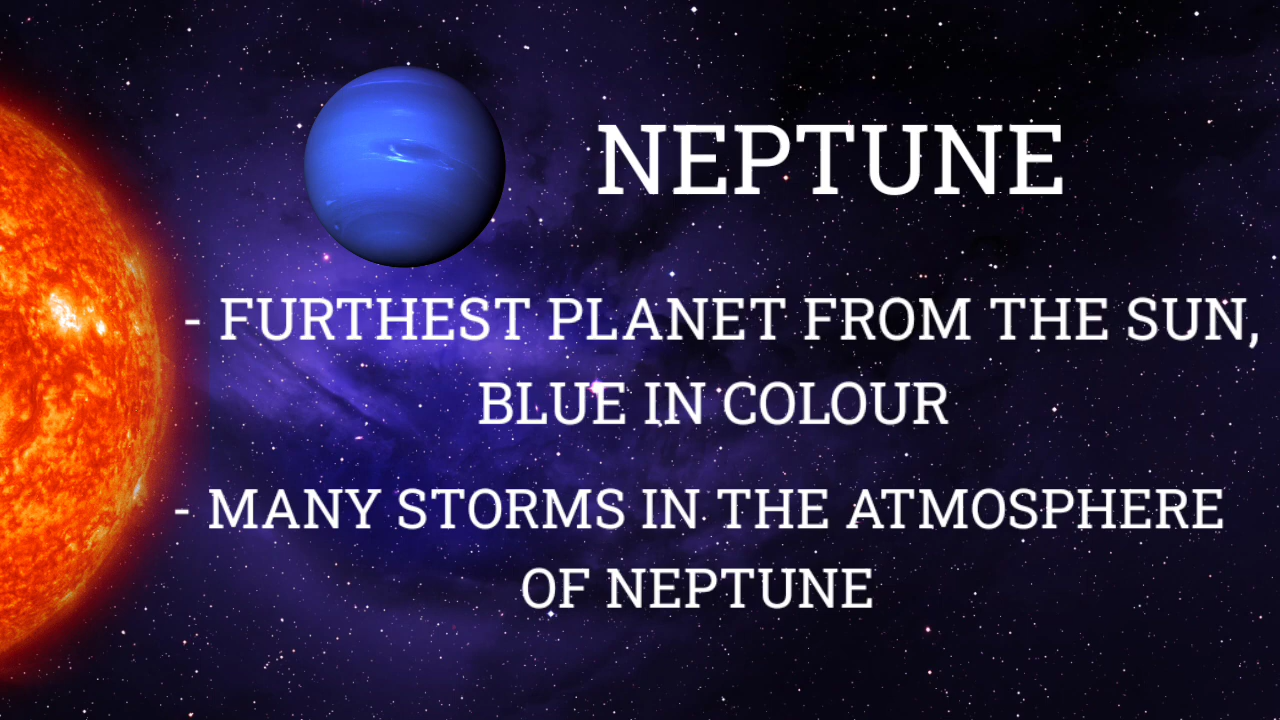 NEPTUNE
- FURTHEST PLANET FROM THE SUN,
BLUE IN COLOUR
- MANY STORMS IN THE ATMOSPHERE
OF NEPTUNE